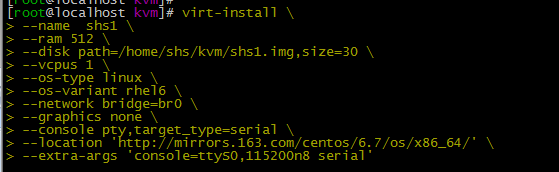 [root@localhost kvm]#
[root@localhost kvm]# virt-install \
> --name  shs1 \
> --ram 512 \
> --disk path=/home/shs/kvm/shs1.img,size=30 \
> --vcpus 1 \
> --os-type linux \
> --os-variant rhel6 \
> --network bridge=br0 \
> --graphics none \
> --console pty,target_type=serial \
> --location 'http://mirrors.163.com/centos/6.7/os/x86_64/' \
> --extra-args 'console=ttyS0,115200n8 serial'